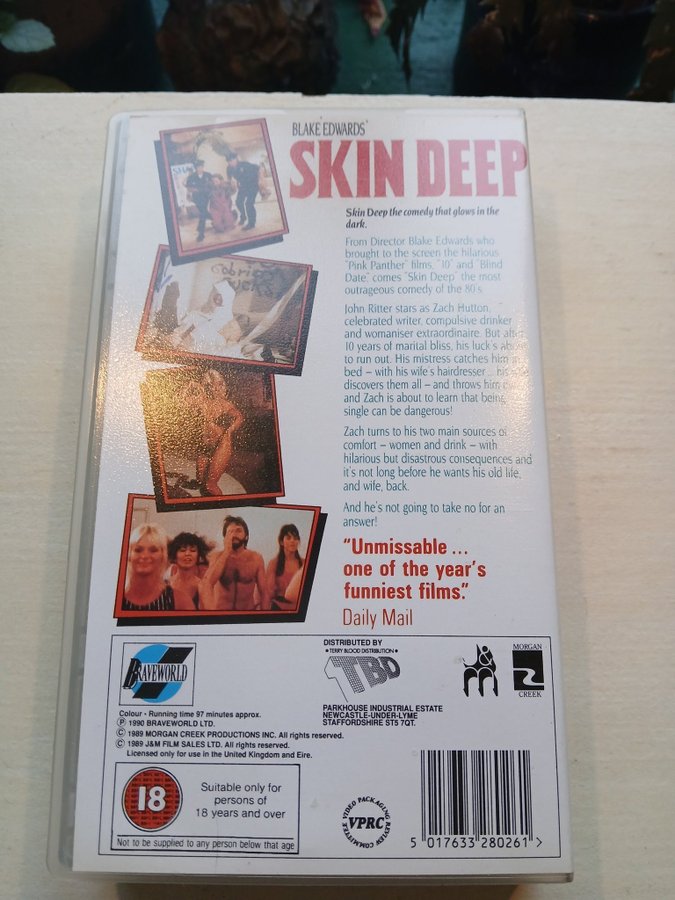 BLAKE EDWARDS'
SKIN DEEP
Skin Deep the comedy that glows in the
dark.
From Director Blake Edwards who
brought to the screen the hilarious
"Pink Panther" films, "10" and "Blind
Date" comes "Skin Deep" the most
outrageous comedy of the 80's.
John Ritter stars as Zach Hutton,
celebrated writer, compulsive drinker
and womaniser extraordinaire. But after
10 years of marital bliss, his luck's about
to run out. His mistress catches him in
bed – with his wife's hairdresser... his wife
discovers them all – and throws him out
and Zach is about to learn that being
single can be dangerous!
Zach turns to his two main sources of
comfort – women and drink – with
hilarious but disastrous consequences and
it's not long before he wants his old life,
and wife, back.
And he's not going to take no for an
answer!
"Unmissable ...
one of the year's
funniest films."
Daily Mail
BRAVEWORLD
DISTRIBUTED BY
• TERRY BLOOD DISTRIBUTION •
TBD
PARKHOUSE INDUSTRIAL ESTATE
NEWCASTLE-UNDER-LYME
STAFFORDSHIRE ST5 7QT.
J&M
MORGAN
CREEK
Colour - Running time 97 minutes approx.
Ⓟ 1990 BRAVEWORLD LTD.
© 1989 MORGAN CREEK PRODUCTIONS INC. All rights reserved.
© 1989 J&M FILM SALES LTD. All rights reserved.
Licensed only for use in the United Kingdom and Eire.
18
Suitable only for
persons of
18 years and over
Not to be supplied to any person below that age
VIDEO PACKAGING REVIEW COMMITTEE
VPRC
5 017633 280261 >